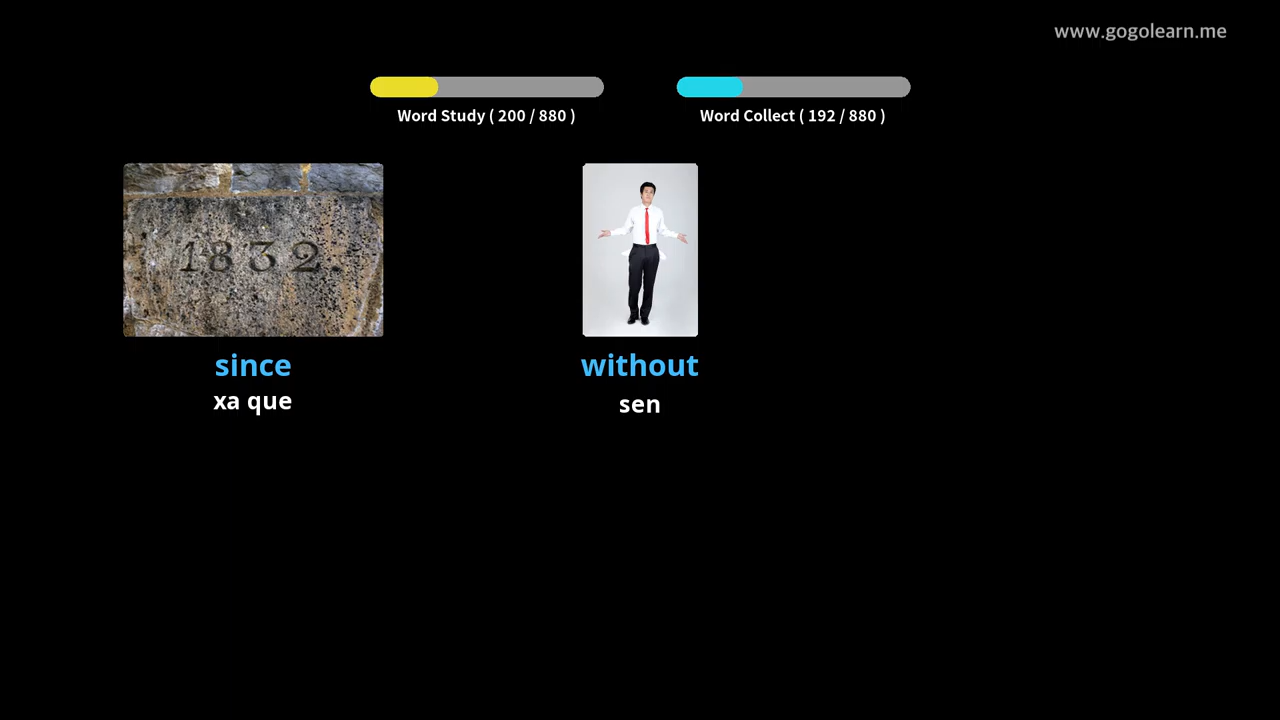 www.gogolearn.me
Word Study ( 200 / 880 )
Word Collect ( 192 / 880 )
1832.
since
xa que
without
sen